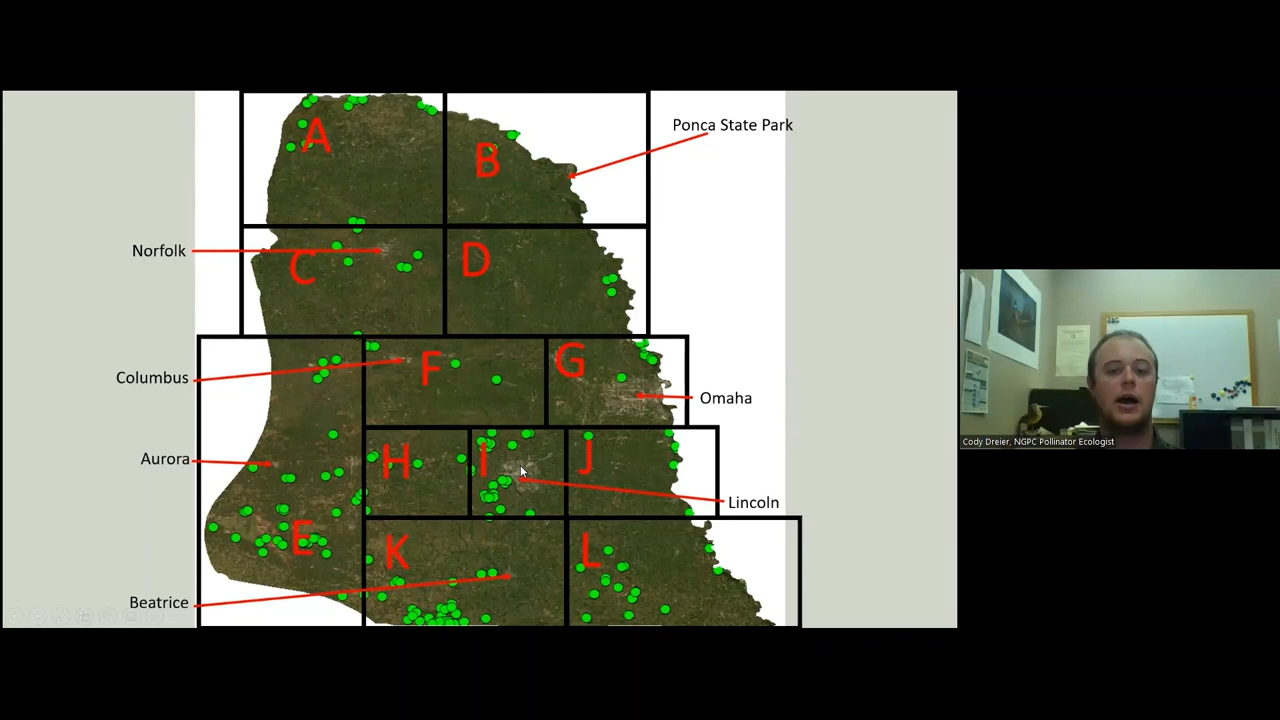 A
B
Ponca State Park
Norfolk
C
D
Columbus
F
G
Omaha
Aurora
H
I
J
Lincoln
E
K
L
Beatrice
Cody Dreier, NGPC Pollinator Ecologist